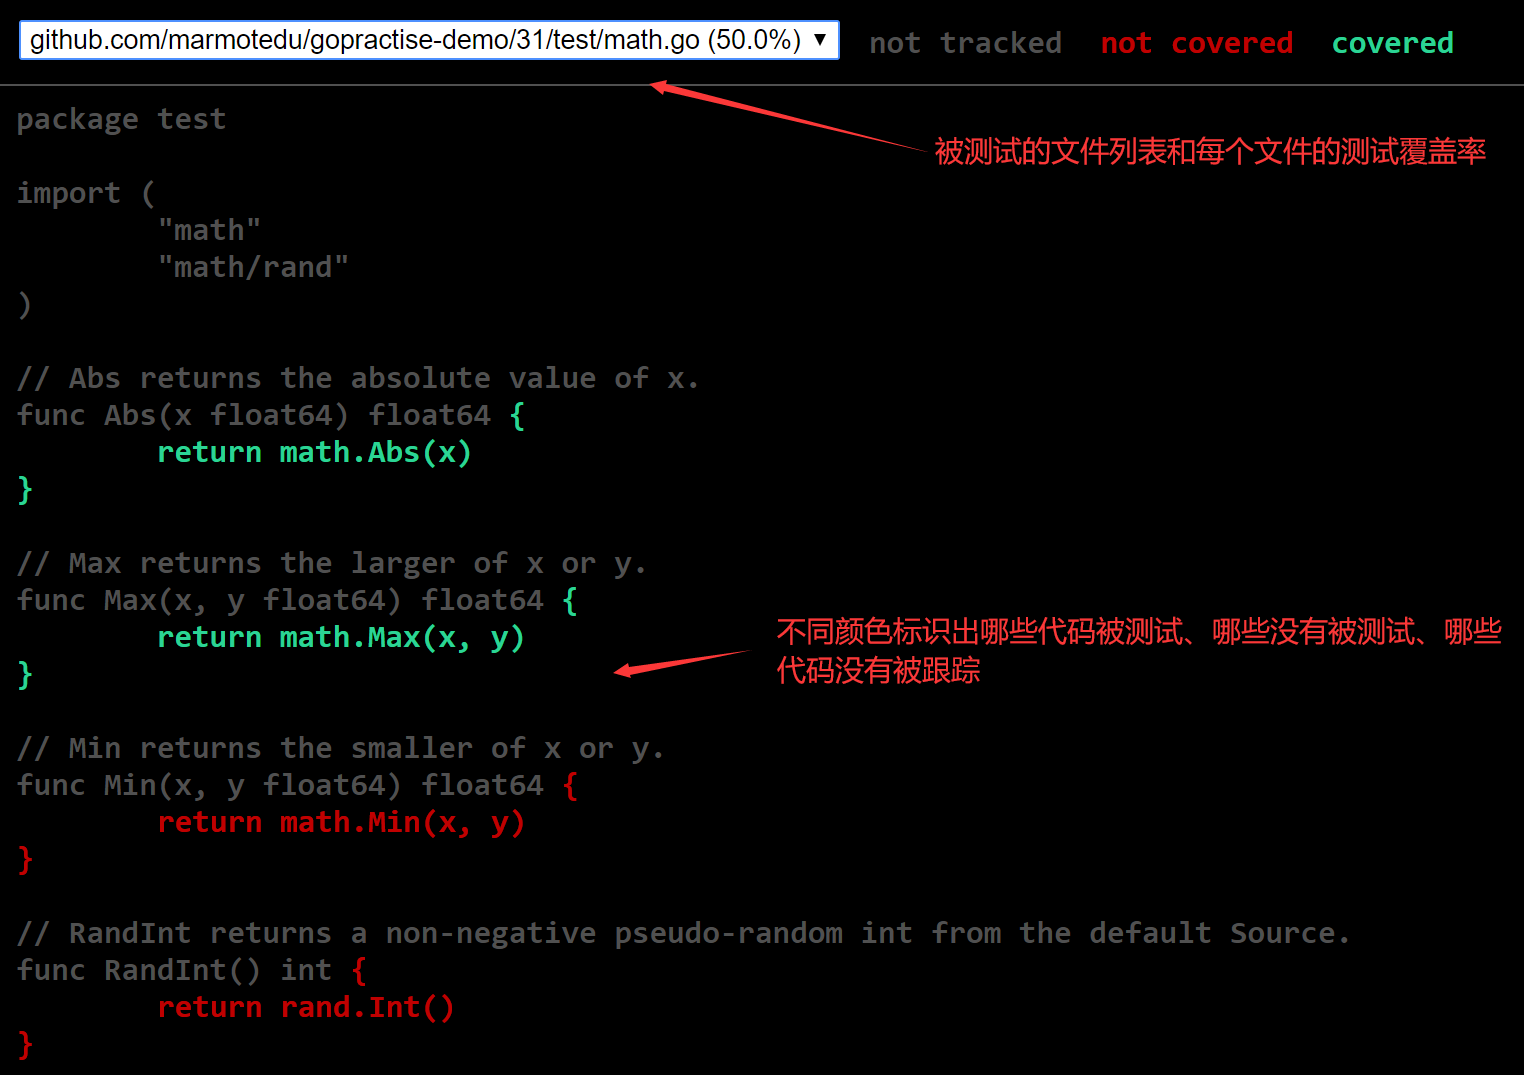 github.com/marmotedu/gopractise-demo/31/test/math.go (50.0%) ▼ not tracked not covered covered
package test
被测试的文件列表和每个文件的测试覆盖率
import (
"math"
"math/rand"
)
// Abs returns the absolute value of x.
func Abs(x float64) float64 {
return math.Abs(x)
}
// Max returns the larger of x or y.
func Max(x, y float64) float64 {
return math.Max(x, y)
}
不同颜色标识出哪些代码被测试、哪些没有被测试、哪些
代码没有被跟踪
// Min returns the smaller of x or y.
func Min(x, y float64) float64 {
return math.Min(x, y)
}
// RandInt returns a non-negative pseudo-random int from the default Source.
func RandInt() int {
return rand.Int()
}